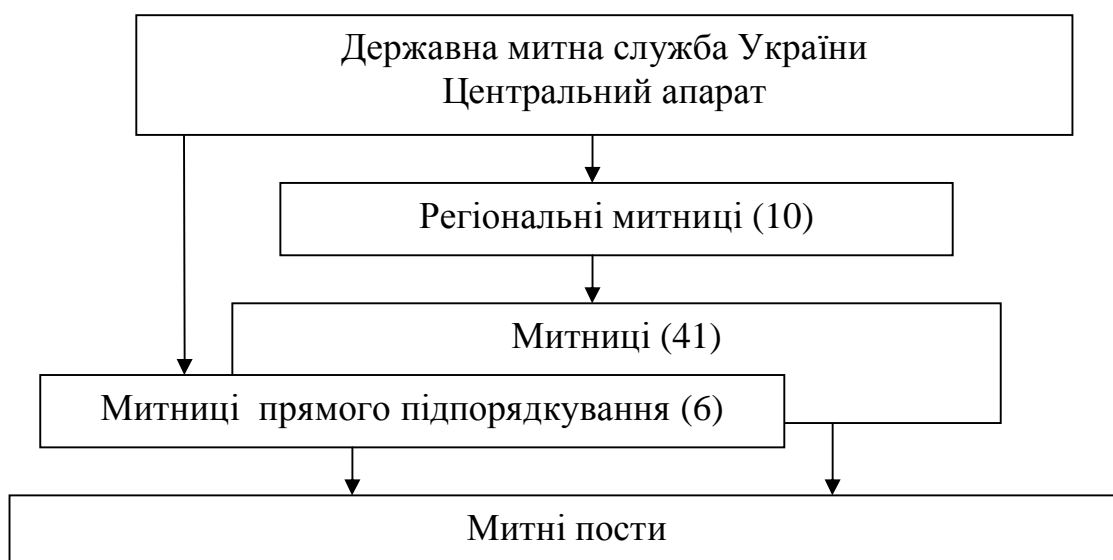 Державна митна служба України
Центральний апарат
Регіональні митниці (10)
Митниці (41)
Митниці прямого підпорядкування (6)
Митні пости